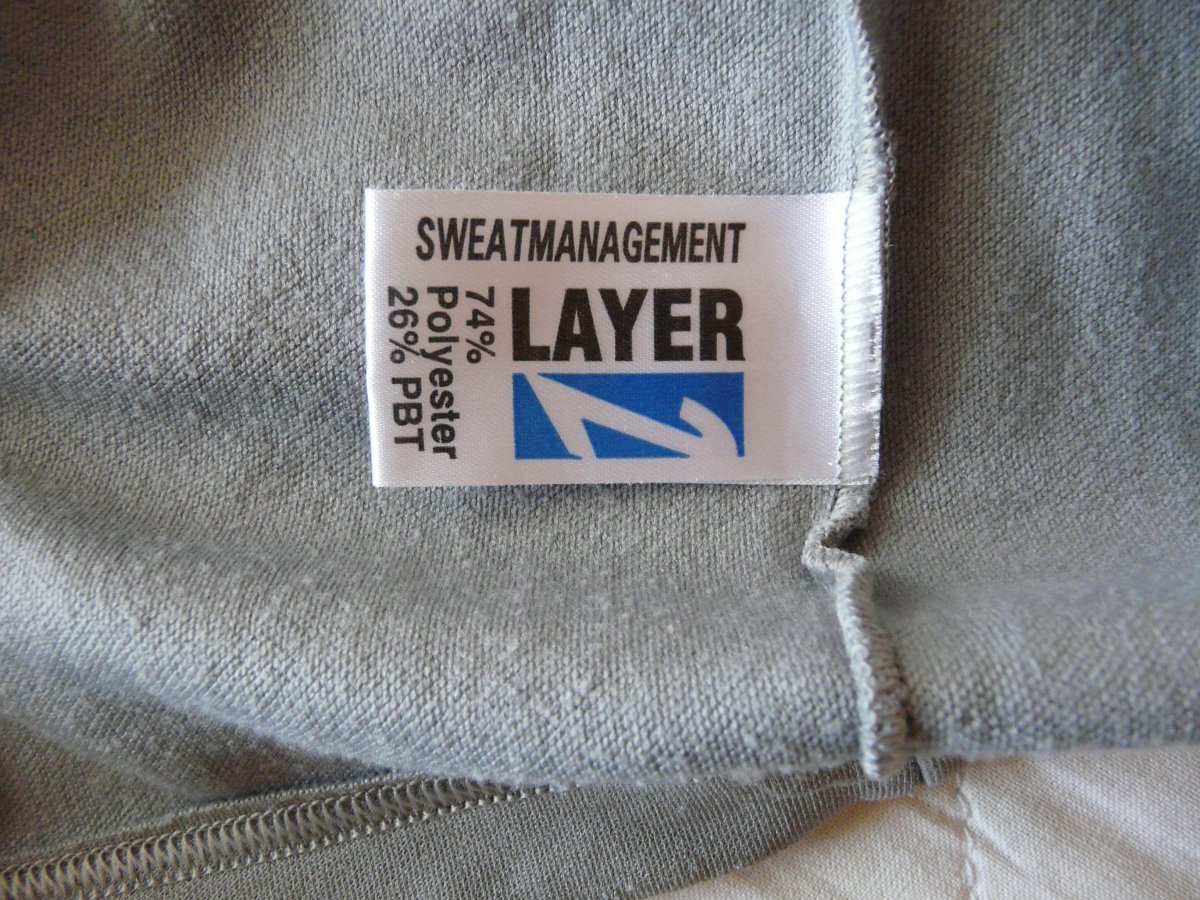 SWEATMANAGEMENT
LAYER
74%
Polyester
26% PBT